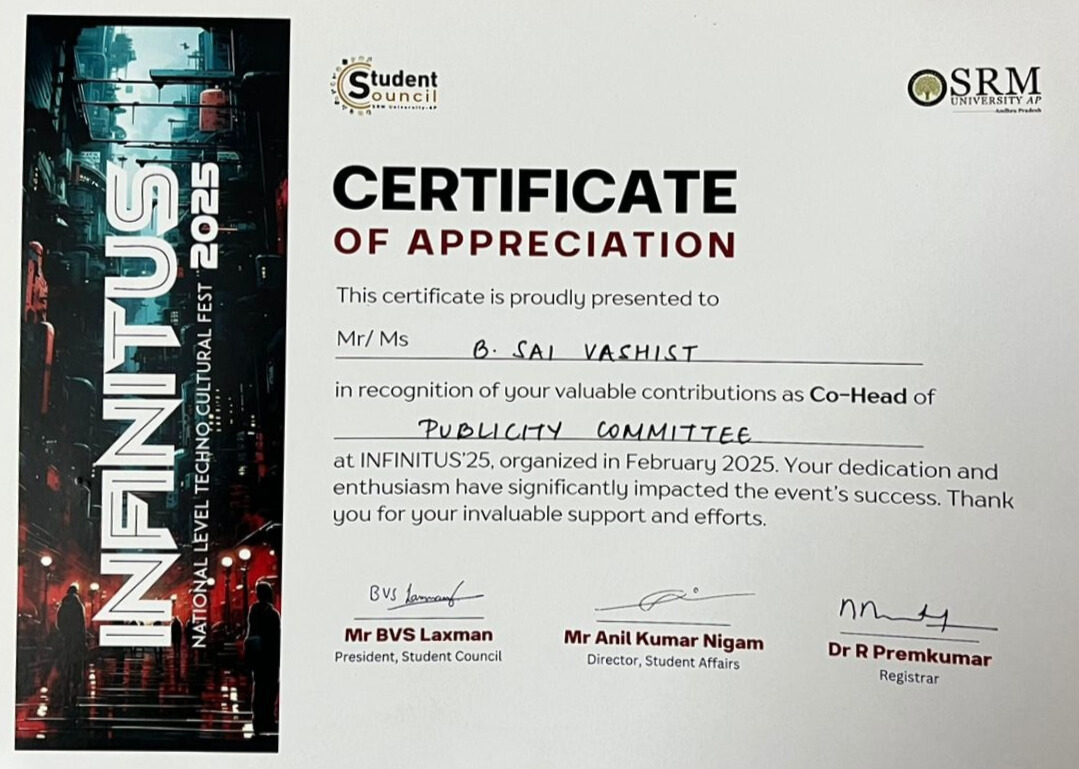 INFINITUS 2025
NATIONAL LEVEL TECHNO CULTURAL FEST
Student
Council
SRM University-AP
SRM
UNIVERSITY AP
Andhra Pradesh
CERTIFICATE
OF APPRECIATION
This certificate is proudly presented to
Mr/ Ms B. SAI VASHIST
in recognition of your valuable contributions as Co-Head of
PUBLICITY COMMITTEE
at INFINITUS'25, organized in February 2025. Your dedication and
enthusiasm have significantly impacted the event's success. Thank
you for your invaluable support and efforts.
BVS Laxman
Mr BVS Laxman
President, Student Council
Mr Anil Kumar Nigam
Director, Student Affairs
Dr R Premkumar
Registrar